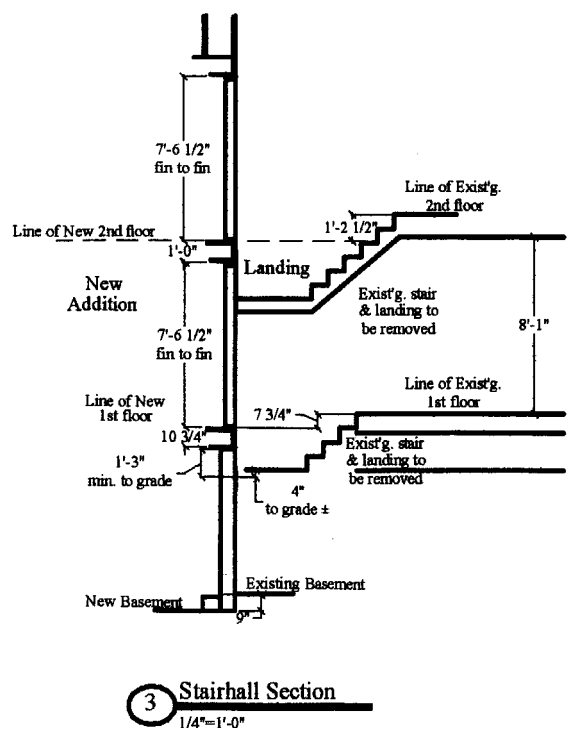 7'-6 1/2"
fin to fin
Line of Exist'g.
2nd floor
1'-2 1/2"
Line of New 2nd floor
1'-0"
Landing
New
Addition
Exist'g. stair
& landing to
be removed
8'-1"
7'-6 1/2"
fin to fin
Line of Exist'g.
1st floor
Line of New
1st floor
7 3/4"
10 3/4"
Exist'g. stair
& landing to
be removed
1'-3"
min. to grade
4"
to grade ±
Existing Basement
New Basement
9"
3
Stairhall Section
1/4"=1'-0"